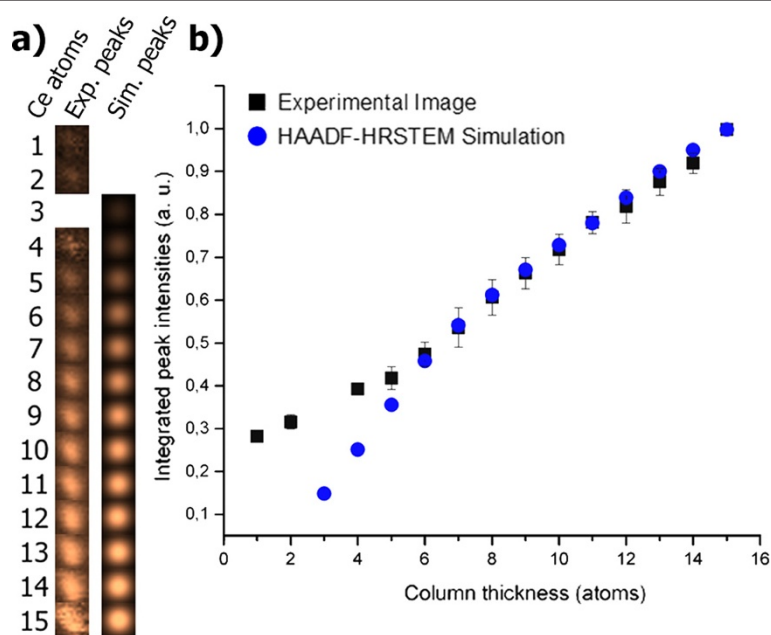 a)
b)
Ce atoms
Exp. peaks
Sim. peaks
1
2
3
4
5
6
7
8
9
10
11
12
13
14
15
Experimental Image
HAADF-HRSTEM Simulation
Integrated peak intensities (a. u.)
1,0
0,9
0,8
0,7
0,6
0,5
0,4
0,3
0,2
0,1
0 2 4 6 8 10 12 14 16
Column thickness (atoms)